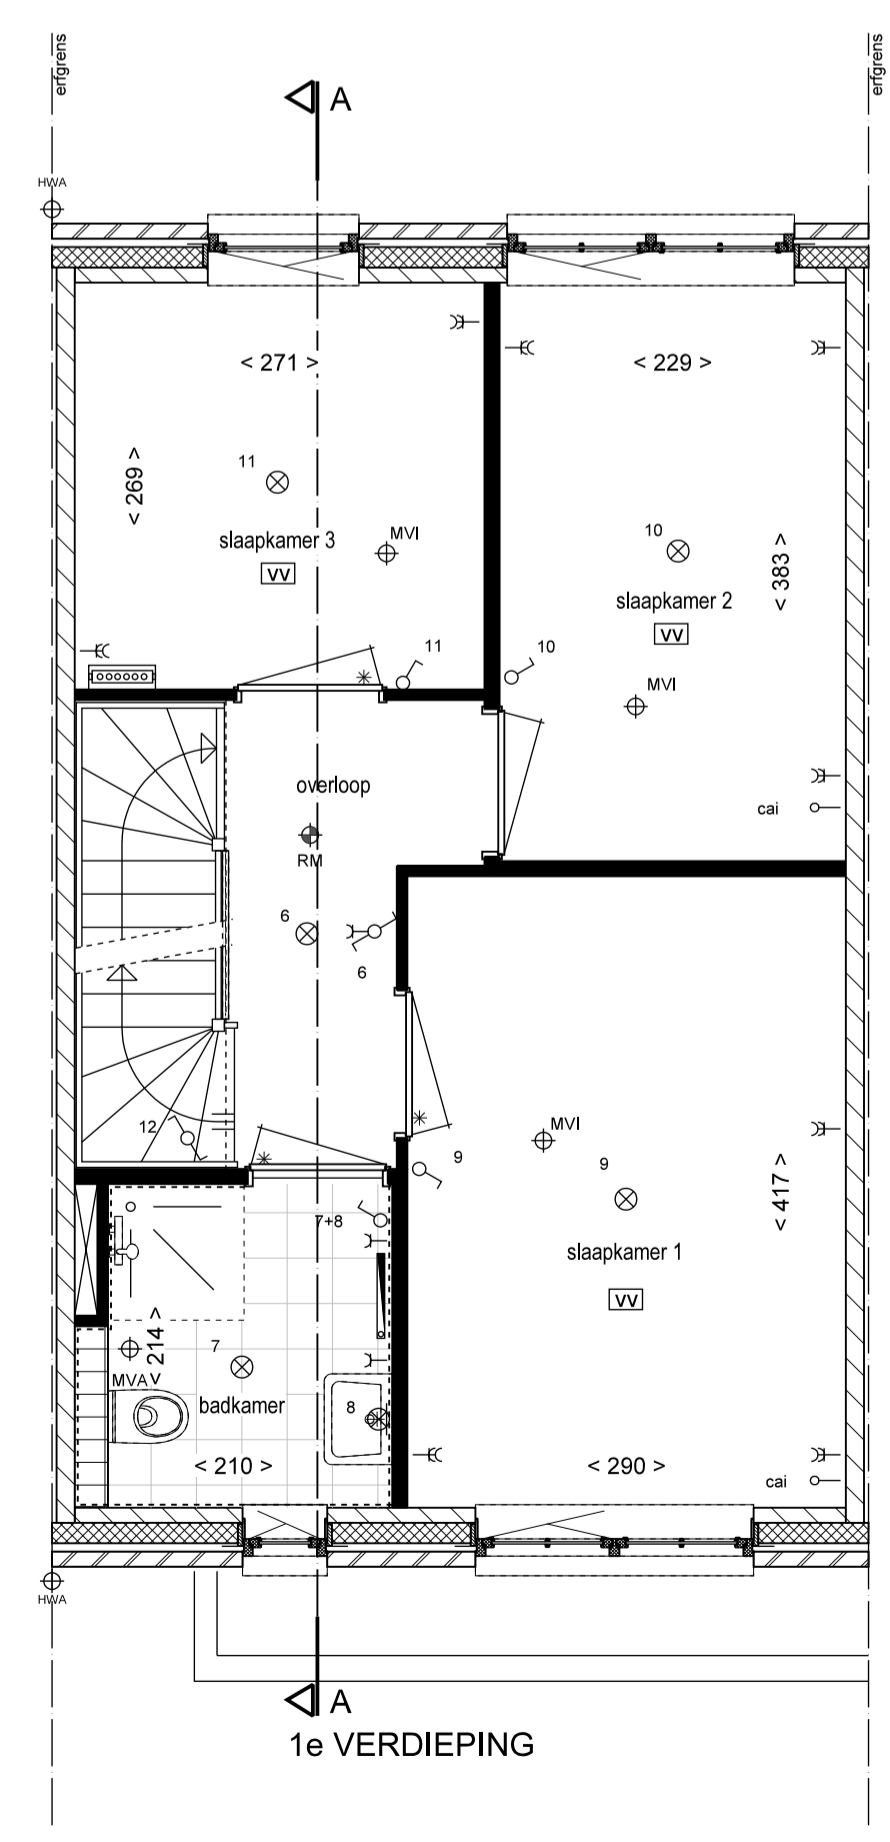 erfgrens
erfgrens
A
HWA
< 271 >
< 229 >
< 269 >
11
slaapkamer 3
MVI
VV
10
< 383 >
slaapkamer 2
VV
11
10
MVI
overloop
cai
RM
6
6
12
MVI
9
9
< 417 >
7+8
slaapkamer 1
VV
< 214 >
7
MVA
badkamer
8
< 210 >
< 290 >
cai
HWA
A
1e VERDIEPING